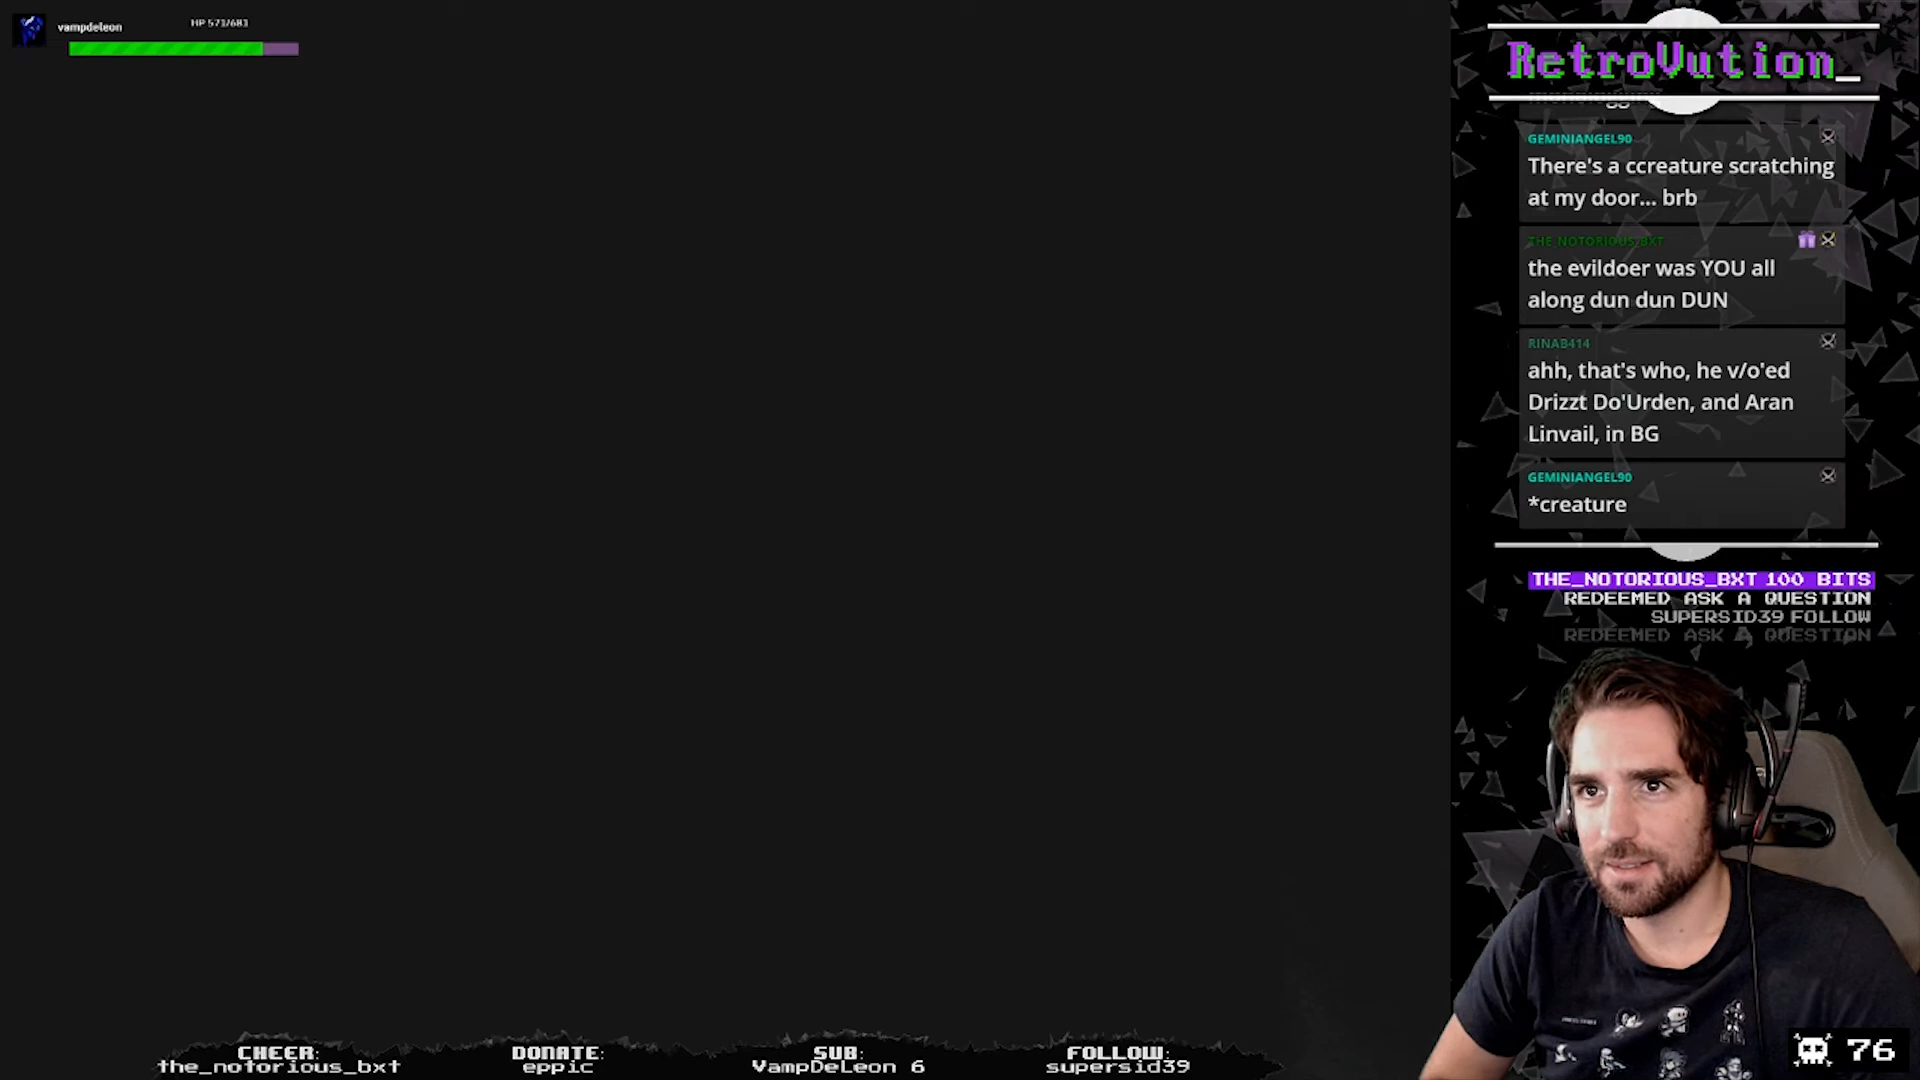 vampdeleon
HP 571/681
RetroVution_
GEMINIANGEL90
There's a ccreature scratching
at my door... brb
THE_NOTORIOUS_BXT
the evildoer was YOU all
along dun dun DUN
RINAB414
ahh, that's who, he v/o'ed
Drizzt Do'Urden, and Aran
Linvail, in BG
GEMINIANGEL90
*creature
THE_NOTORIOUS_BXT 100 BITS
REDEEMED ASK A QUESTION
SUPERSID39 FOLLOW
REDEEMED ASK A QUESTION
CHEER:
the_notorious_bxt
DONATE:
eppic
SUB:
VampDeLeon 6
FOLLOW:
supersid39
76